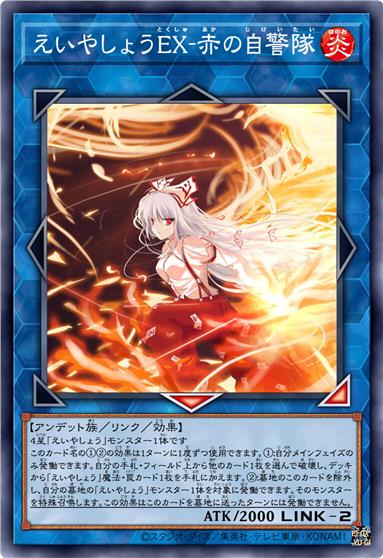 えいやしょうEX-赤の自警隊 炎
【アンデット族／リンク／効果】
4星「えいやしょう」モンスター1体です
このカード名の①②の効果は1ターンに1度ずつ使用できます。①:自分メインフェイズの
み発動できます。自分の手札・フィールド上から他のカード1枚を選んで破壊し、デッキ
から「えいやしょう」魔法・罠カード1枚を手札に加えます。②:墓地のこのカードを除外
し、自分の墓地の「えいやしょう」モンスター1体を対象に発動できます。そのモンスター
を特殊召喚します。この効果はこのカードを墓地に送ったターンには発動できません。
ATK/2000 LINK-2
©スタジオ・ダイス／集英社・テレビ東京・KONAMI